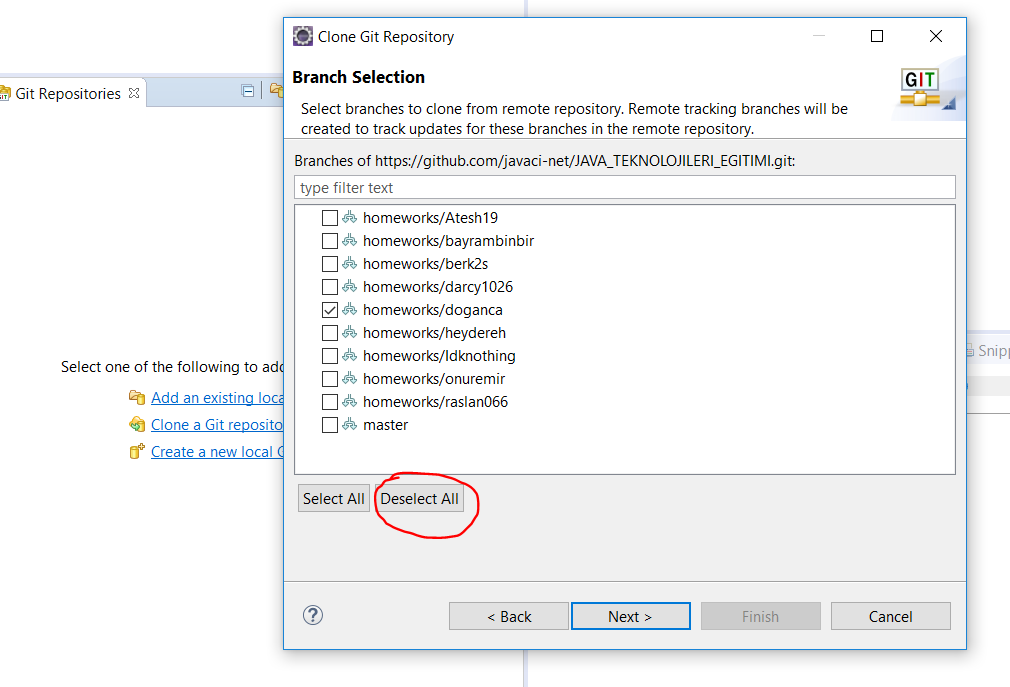 Clone Git Repository
Git Repositories
Branch Selection
GIT
Select branches to clone from remote repository. Remote tracking branches will be
created to track updates for these branches in the remote repository.
Branches of https://github.com/javaci-net/JAVA_TEKNOLOJILERI_EGITIMI.git:
type filter text
homeworks/Atesh19
homeworks/bayrambinbir
homeworks/berk2s
homeworks/darcy1026
homeworks/doganca
homeworks/heydereh
homeworks/Idknothing
homeworks/onuremir
homeworks/raslan066
master
Select one of the following to add
Add an existing loca
Clone a Git reposito
Create a new local G
Snipp
Select All
Deselect All
?
< Back
Next >
Finish
Cancel